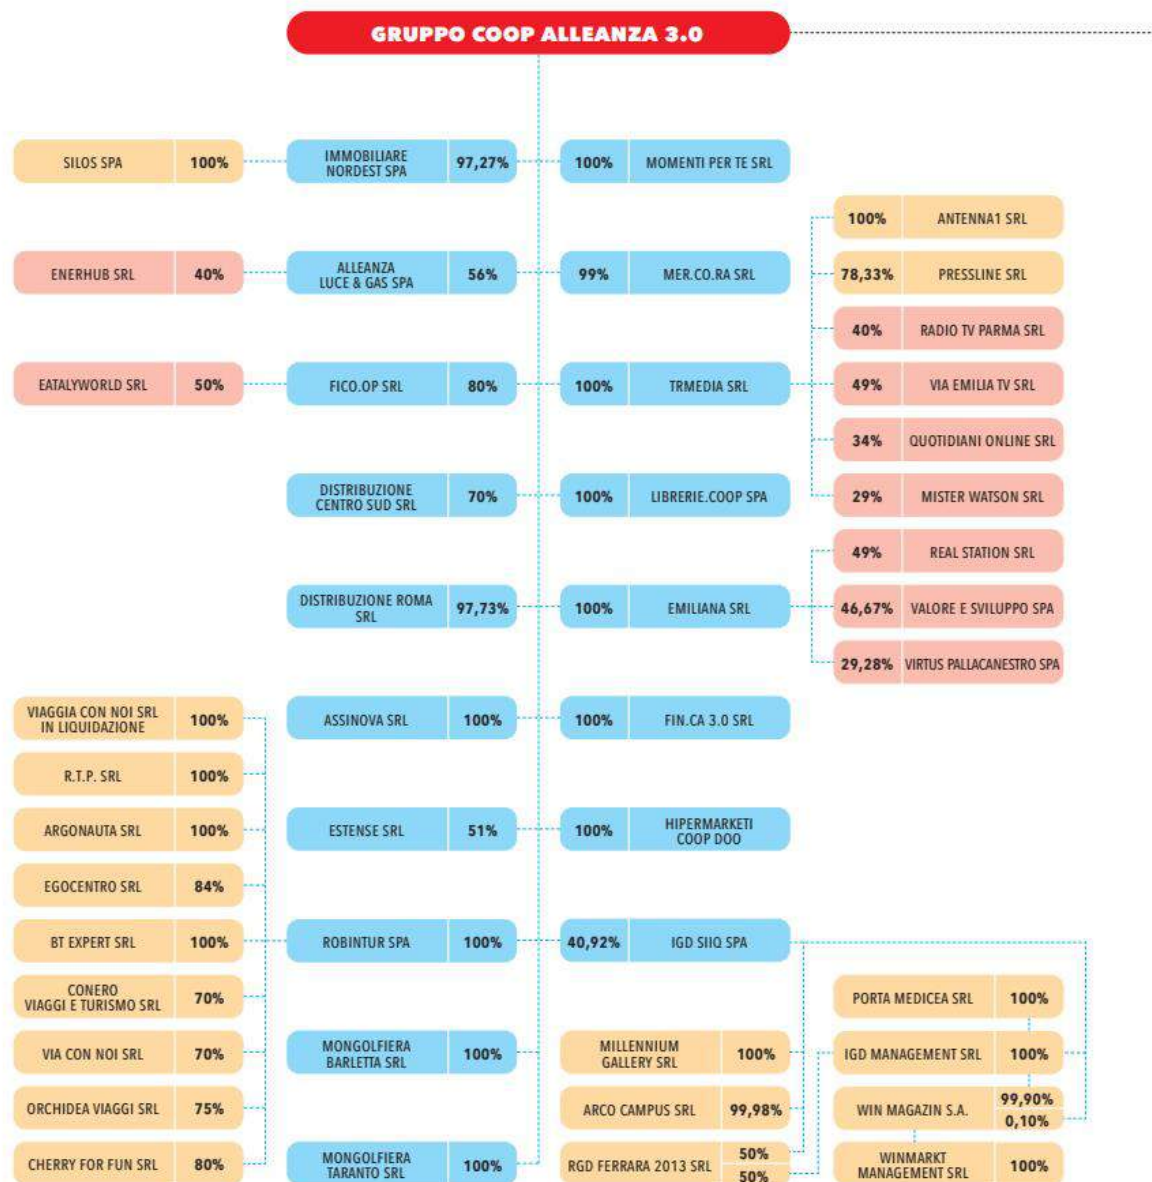 GRUPPO COOP ALLEANZA 3.0
SILOS SPA 100%
IMMOBILIARE
NORDEST SPA
97,27%
100% MOMENTI PER TE SRL
100% ANTENNA1 SRL
ENERHUB SRL 40%
ALLEANZA
LUCE & GAS SPA
56%
99% MER.CO.RA SRL
78,33% PRESSLINE SRL
40% RADIO TV PARMA SRL
EATALYWORLD SRL 50%
FICO.OP SRL 80%
100% TRMEDIA SRL
49% VIA EMILIA TV SRL
34% QUOTIDIANI ONLINE SRL
DISTRIBUZIONE
CENTRO SUD SRL
70%
100% LIBRERIE.COOP SPA
29% MISTER WATSON SRL
49% REAL STATION SRL
DISTRIBUZIONE ROMA
SRL
97,73%
100% EMILIANA SRL
46,67% VALORE E SVILUPPO SPA
29,28% VIRTUS PALLACANESTRO SPA
VIAGGIA CON NOI SRL
IN LIQUIDAZIONE
100%
ASSINOVA SRL 100%
100% FIN.CA 3.0 SRL
R.T.P. SRL 100%
ARGONAUTA SRL 100%
ESTENSE SRL 51%
100%
HIPERMARKETI
COOP DOO
EGOCENTRO SRL 84%
BT EXPERT SRL 100%
ROBINTUR SPA 100%
40,92% IGD SIIQ SPA
CONERO
VIAGGI E TURISMO SRL
70%
PORTA MEDICEA SRL 100%
VIA CON NOI SRL 70%
MONGOLFIERA
BARLETTA SRL
100%
MILLENNIUM
GALLERY SRL
100%
IGD MANAGEMENT SRL 100%
ORCHIDEA VIAGGI SRL 75%
ARCO CAMPUS SRL 99,98%
WIN MAGAZIN S.A.
99,90%
0,10%
CHERRY FOR FUN SRL 80%
MONGOLFIERA
TARANTO SRL
100%
RGD FERRARA 2013 SRL
50%
50%
WINMARKT
MANAGEMENT SRL
100%